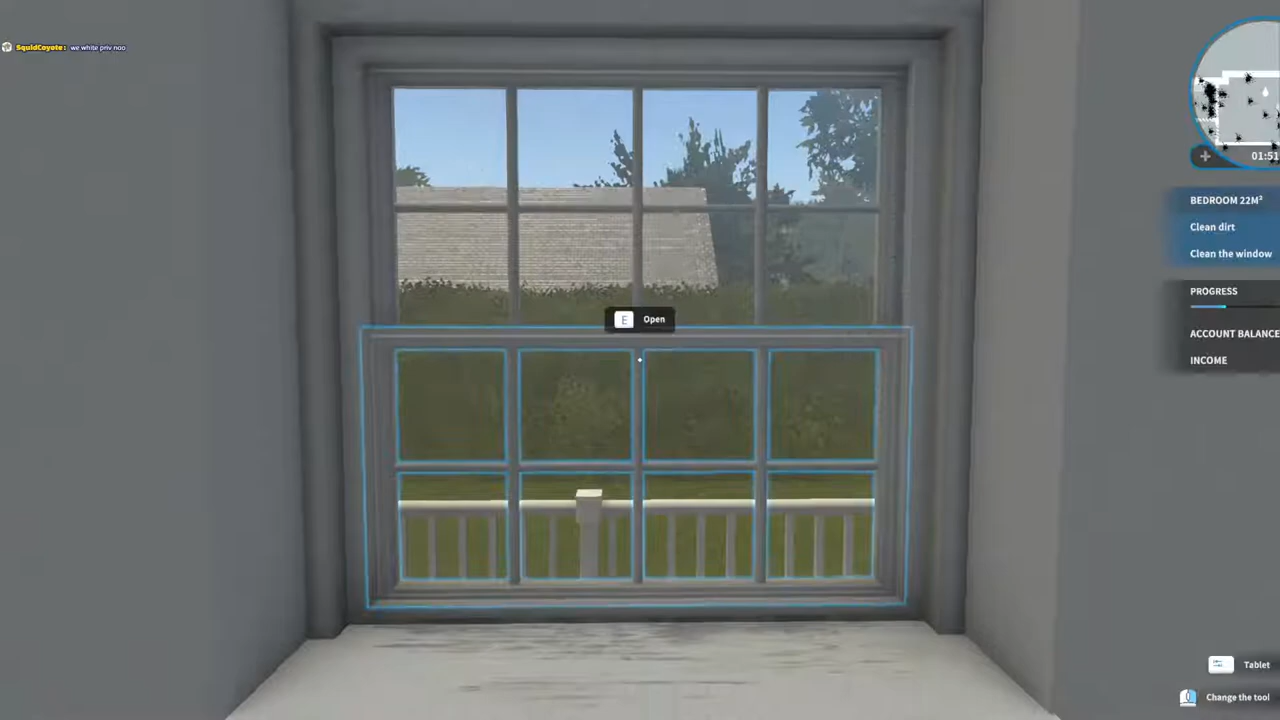 SquidCoyote: we white priv noo
01:51
BEDROOM 22M²
Clean dirt
Clean the window
PROGRESS
ACCOUNT BALANCE
INCOME
E Open
Tablet
Change the tool